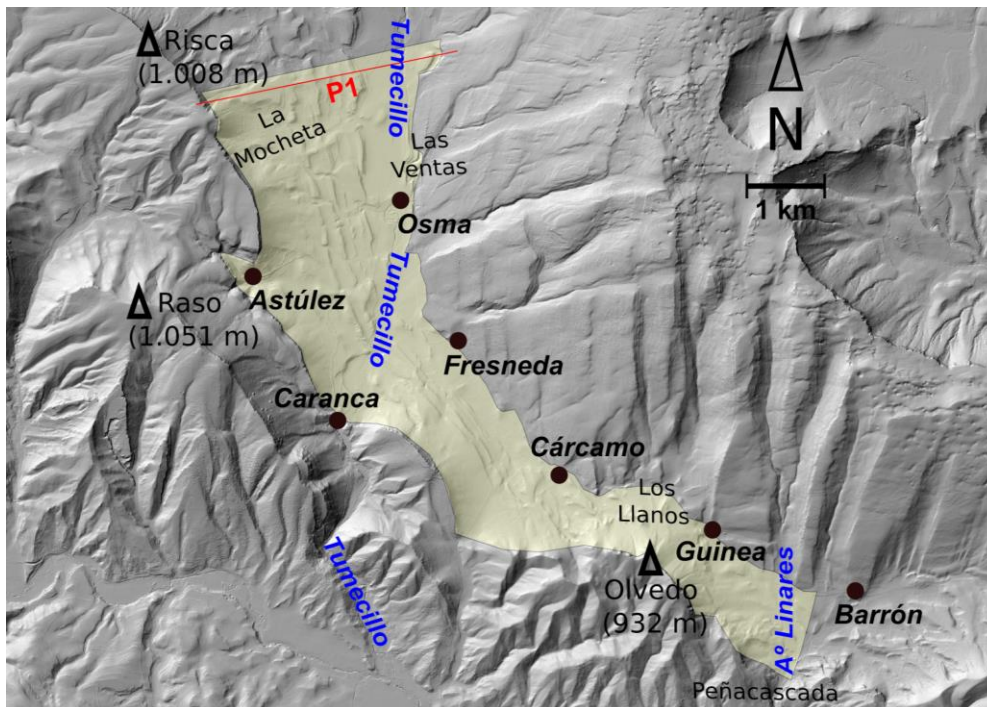 Risca
(1.008 m)
Tumecillo
P1
La
Mocheta
Las
Ventas
N
1 km
Osma
Astúlez
Tumecillo
Raso
(1.051 m)
Fresneda
Caranca
Cárcamo
Los
Llanos
Guinea
Tumecillo
Olvedo
(932 m)
Aº Linares
Barrón
Peñacascada